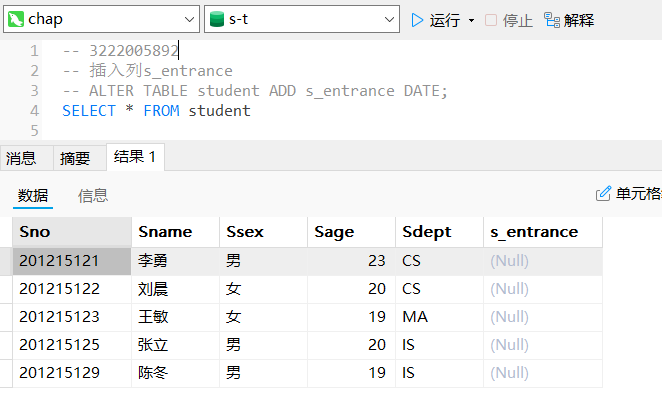 chap s-t 运行 停止 解释
1 -- 3222005892
2 -- 插入列s_entrance
3 -- ALTER TABLE student ADD s_entrance DATE;
4 SELECT * FROM student
5
消息 摘要 结果 1
数据 信息 单元格
Sno Sname Ssex Sage Sdept s_entrance
201215121 李勇 男 23 CS (Null)
201215122 刘晨 女 20 CS (Null)
201215123 王敏 女 19 MA (Null)
201215125 张立 男 20 IS (Null)
201215129 陈冬 男 19 IS (Null)